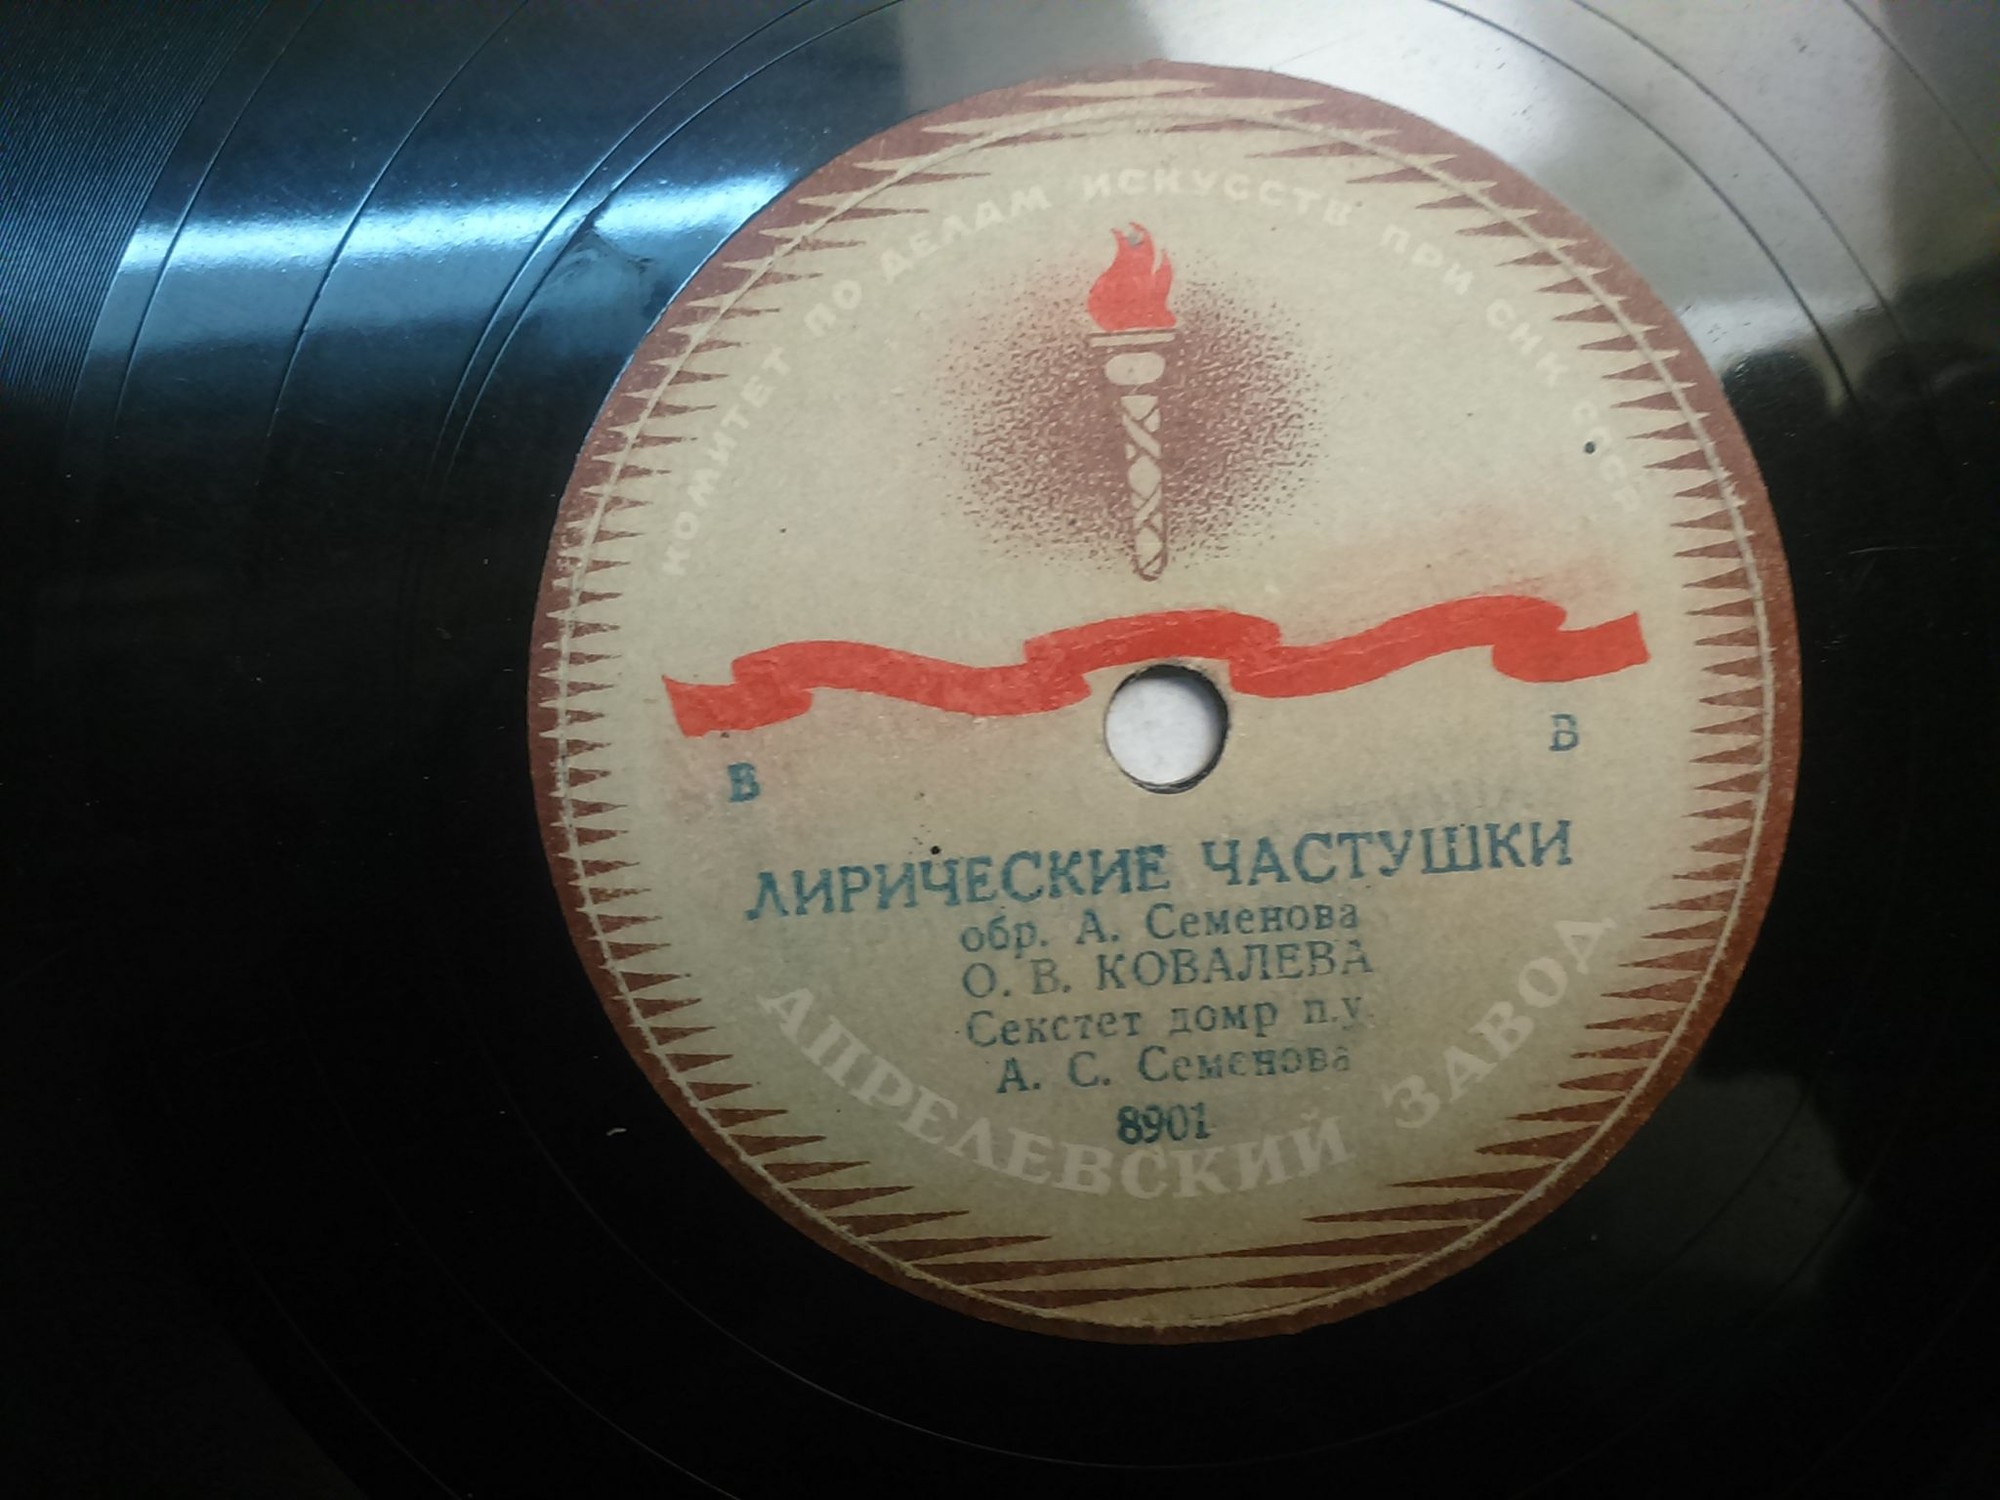 КОМИТЕТ ПО ДЕЛАМ ИСКУССТВ ПРИ СНК СССР
В В
ЛИРИЧЕСКИЕ ЧАСТУШКИ
обр. А. Семенова
О. В. КОВАЛЕВА
Секстет домр п.у.
А. С. Семенова
8901
АПРЕЛЕВСКИЙ ЗАВОД